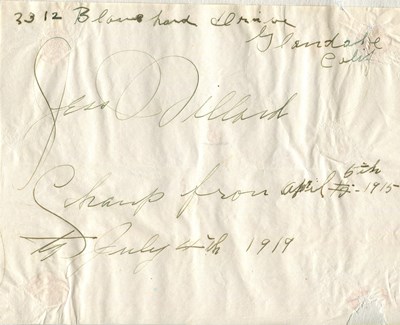 3312 Blanchard Drive
Glendale
Calif
Jess Willard
Champ from April 5th 1915
to July 4th 1919